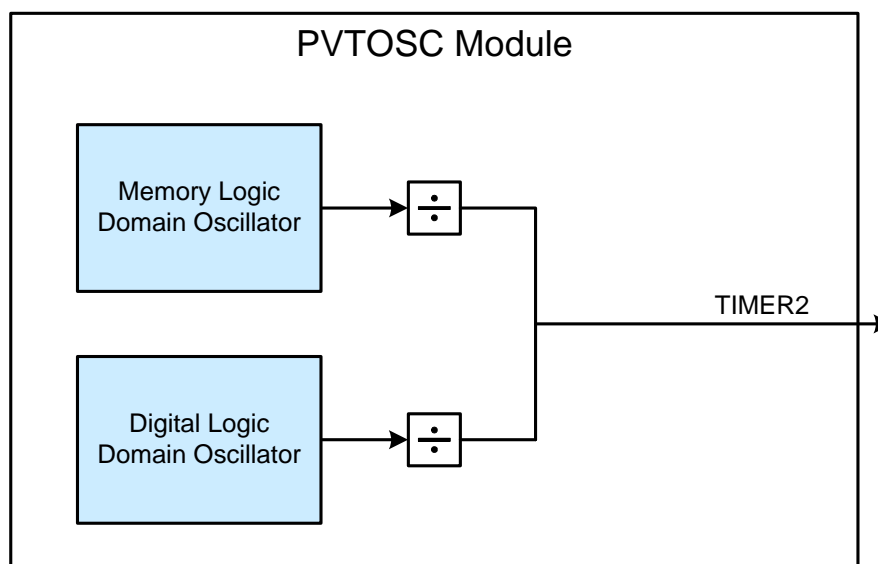 PVTOSC Module
Memory Logic
Domain Oscillator
÷
TIMER2
Digital Logic
Domain Oscillator
÷